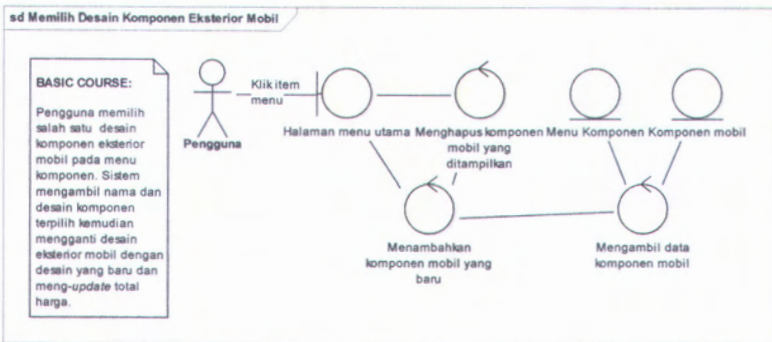 sd Memilih Desain Komponen Eksterior Mobil
BASIC COURSE:
Pengguna memilih
salah satu desain
komponen eksterior
mobil pada menu
komponen. Sistem
mengambil nama dan
desain komponen
terpilih kemudian
mengganti desain
eksterior mobil dengan
desain yang baru dan
meng-update total
harga.
Pengguna
Klik item
menu
Halaman menu utama
Menghapus komponen
mobil yang
ditampilkan
Menu Komponen
Komponen mobil
Menambahkan
komponen mobil yang
baru
Mengambil data
komponen mobil